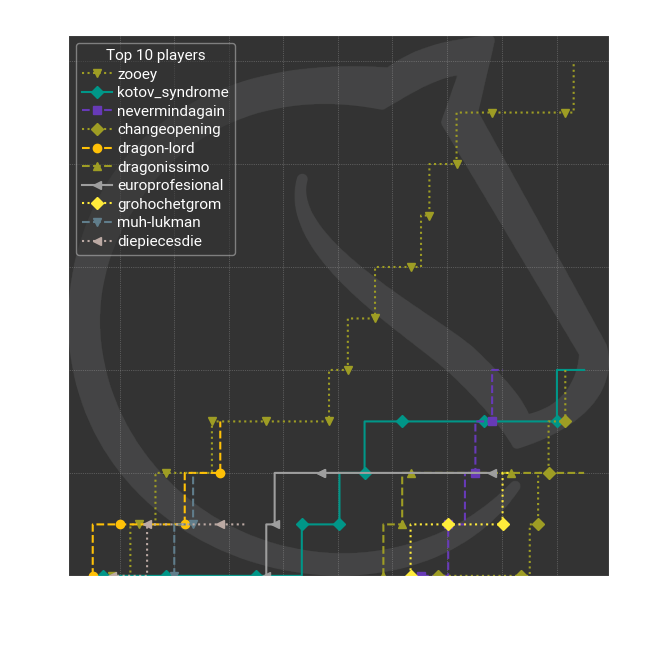 Top 10 players
zooey
kotov_syndrome
nevermindagain
changeopening
dragon-lord
dragonissimo
europrofesional
grohochetgrom
muh-lukman
diepiecesdie